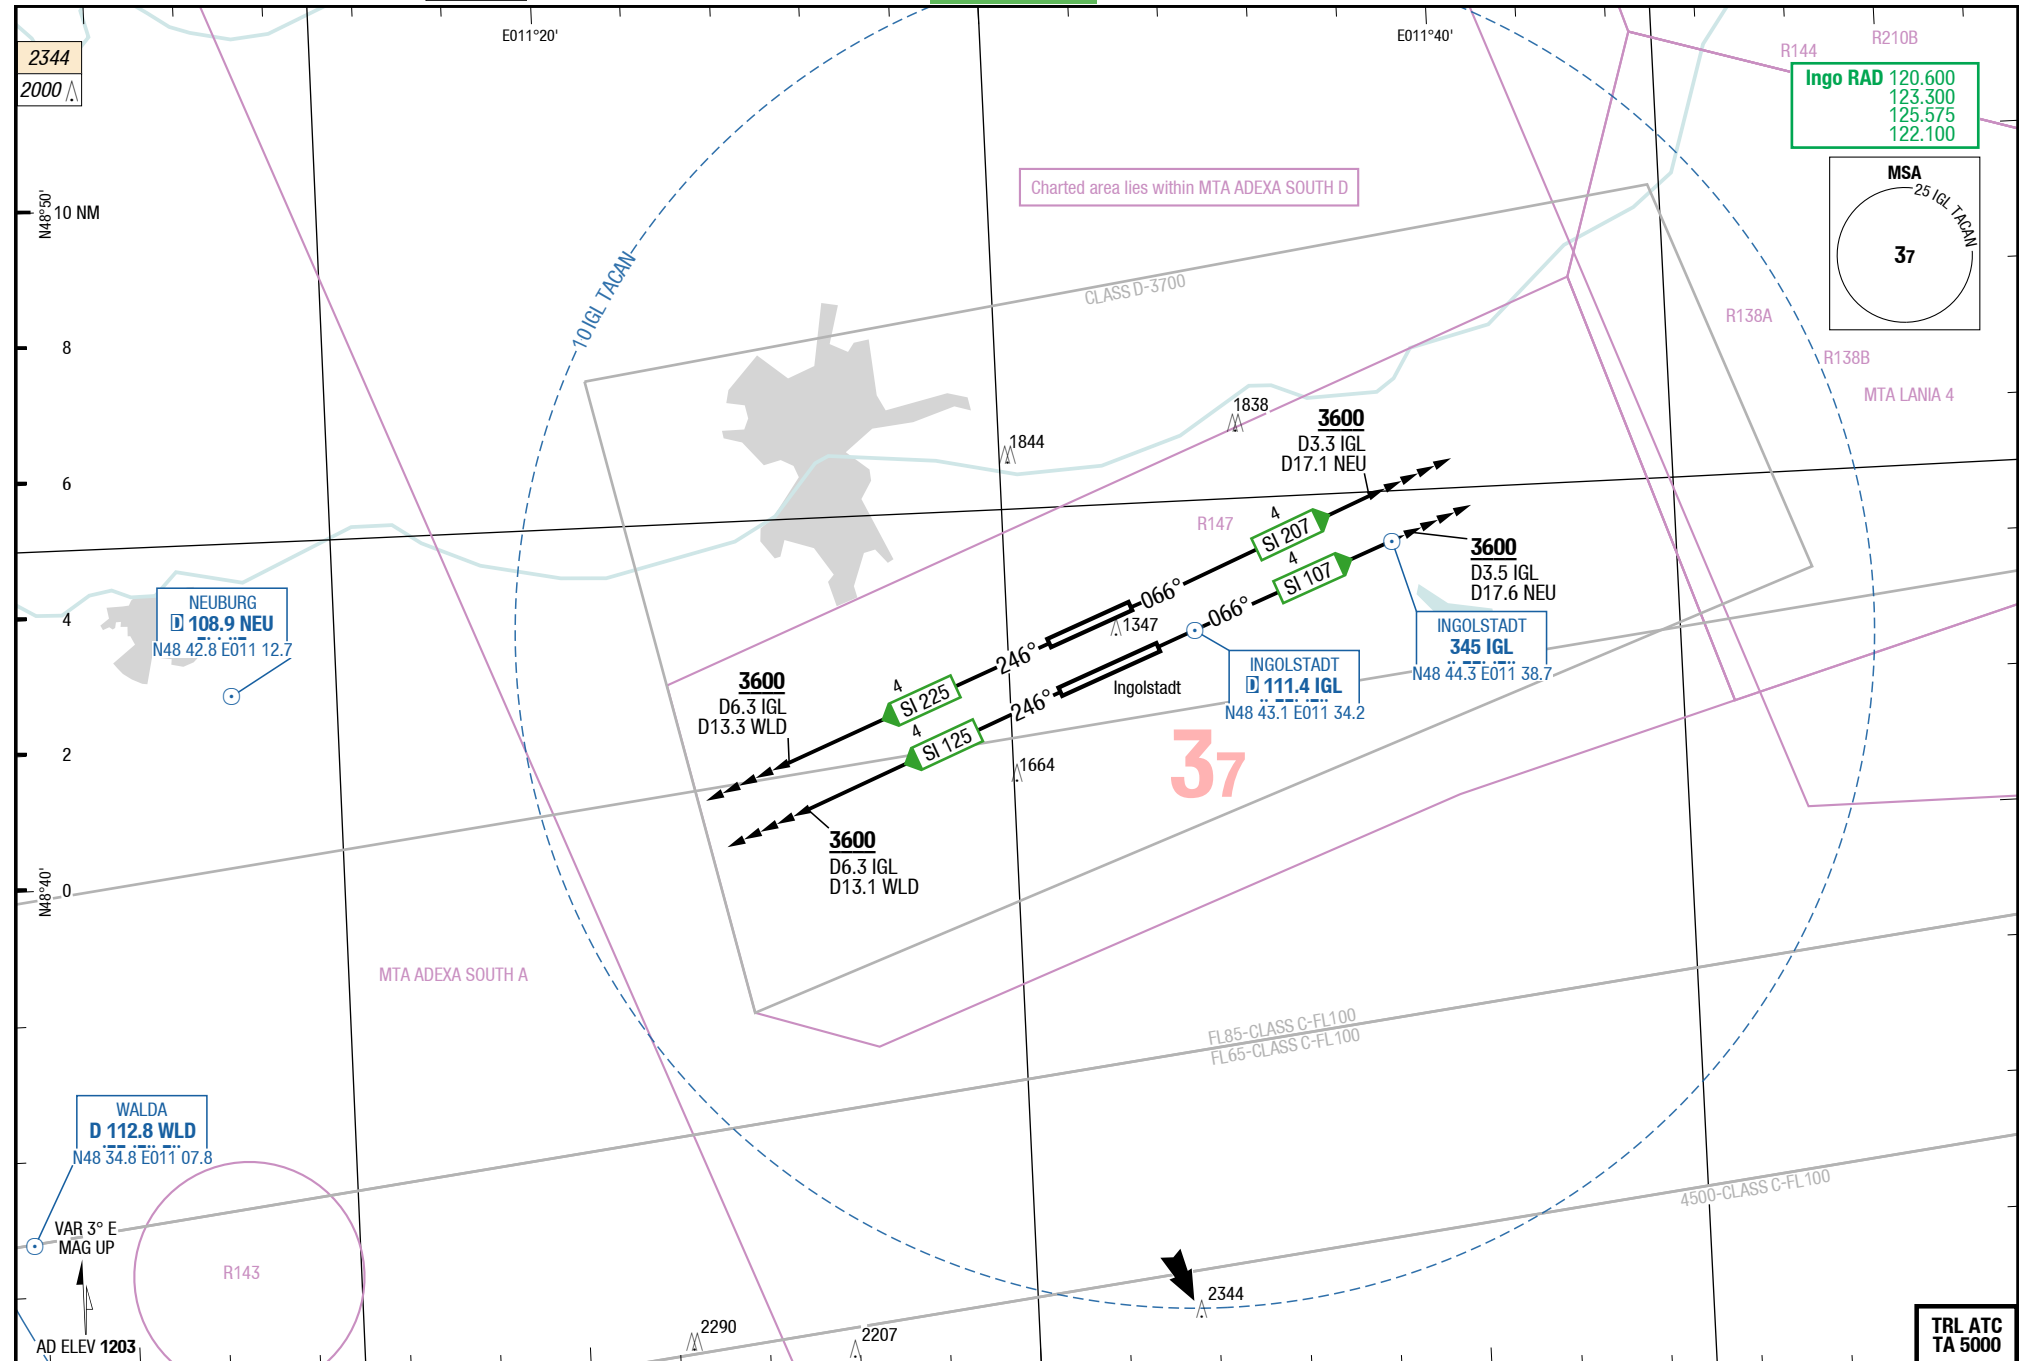 E011°20'
E011°40'
R210B
R144
2344
2000
Ingo RAD 120.600
123.300
125.575
122.100
MSA
25 IGL TACAN
37
Charted area lies within MTA ADEXA SOUTH D
N48°50'
10 NM
10 IGL TACAN
CLASS D-3700
R138A
R138B
MTA LANIA 4
8
1838
1844
3600
D3.3 IGL
D17.1 NEU
6
R147
4
SI 207
4
SI 107
3600
D3.5 IGL
D17.6 NEU
066°
066°
NEUBURG
D 108.9 NEU
N48 42.8 E011 12.7
4
1347
INGOLSTADT
345 IGL
N48 44.3 E011 38.7
246°
246°
INGOLSTADT
D 111.4 IGL
N48 43.1 E011 34.2
Ingolstadt
3600
D6.3 IGL
D13.3 WLD
4
SI 225
4
SI 125
2
1664
37
3600
D6.3 IGL
D13.1 WLD
N48°40'
0
MTA ADEXA SOUTH A
FL85-CLASS C-FL100
FL65-CLASS C-FL100
WALDA
D 112.8 WLD
N48 34.8 E011 07.8
4500-CLASS C-FL100
VAR 3° E
MAG UP
R143
2344
2290
2207
AD ELEV 1203
TRL ATC
TA 5000